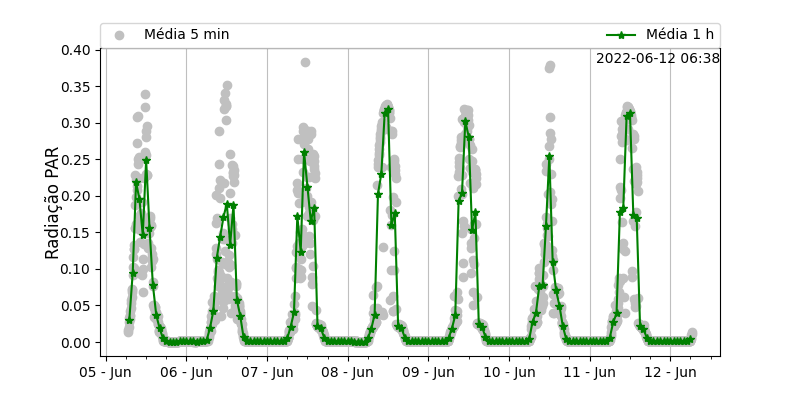 Média 5 min
Média 1 h
2022-06-12 06:38
Radiação PAR
0.40
0.35
0.30
0.25
0.20
0.15
0.10
0.05
0.00
05 - Jun
06 - Jun
07 - Jun
08 - Jun
09 - Jun
10 - Jun
11 - Jun
12 - Jun